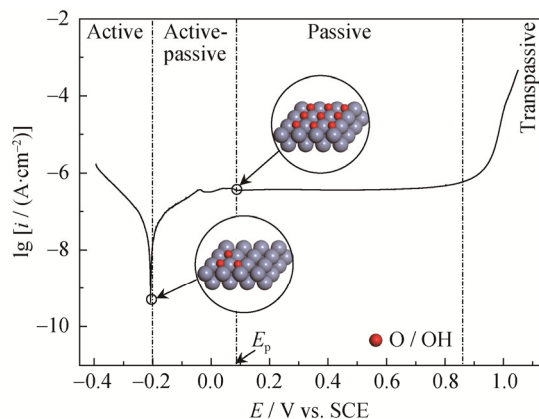 Active
Active-
passive
Passive
Transpassive
lg [i / (A·cm⁻²)]
−2
−4
−6
−8
−10
Eₚ
O / OH
−0.4 −0.2 0.0 0.2 0.4 0.6 0.8 1.0
E / V vs. SCE